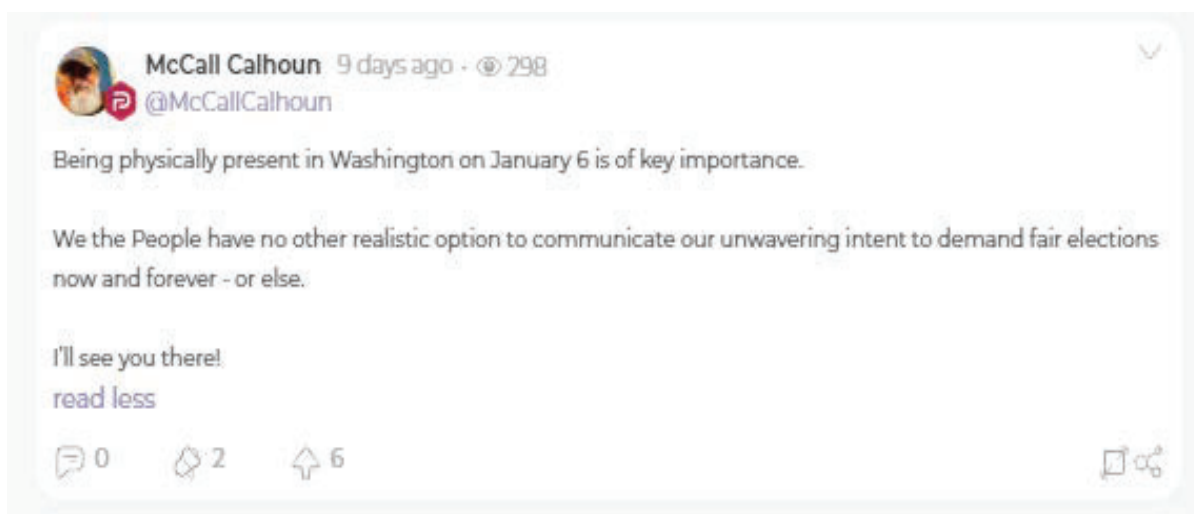 McCall Calhoun 9 days ago · 298
@McCallCalhoun
Being physically present in Washington on January 6 is of key importance.
We the People have no other realistic option to communicate our unwavering intent to demand fair elections
now and forever - or else.
I'll see you there!
read less
0 2 6